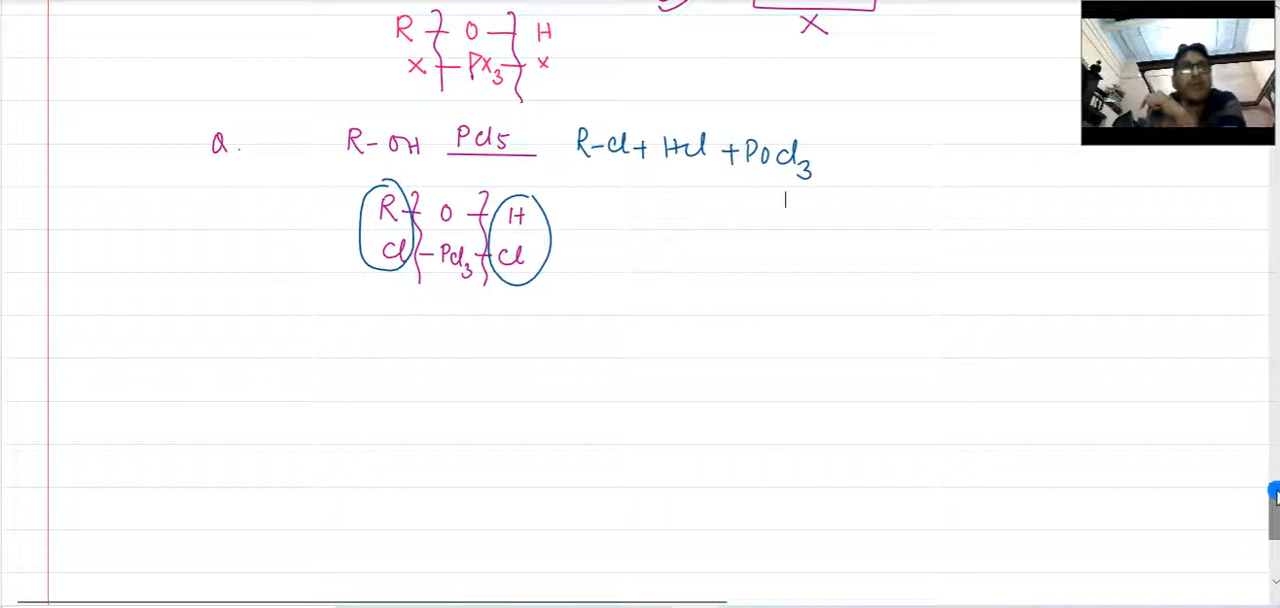 R O H X
X PX3 X
Q. R-OH PCl5 R-Cl + HCl + POCl3
R O H
Cl PCl3 Cl